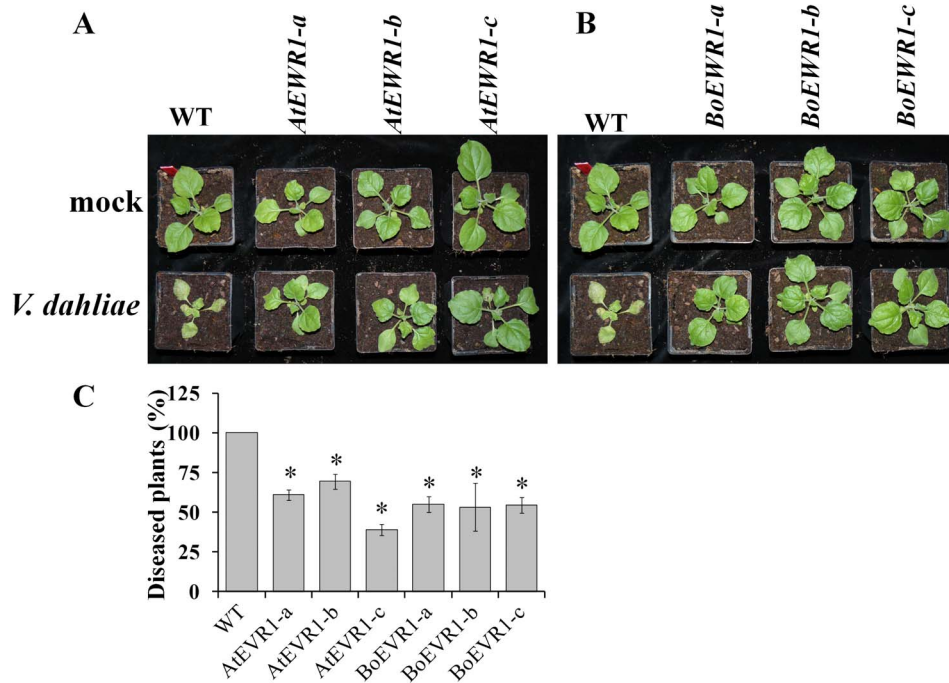 A
WT
AtEWR1-a
AtEWR1-b
AtEWR1-c
B
WT
BoEWR1-a
BoEWR1-b
BoEWR1-c
mock
V. dahliae
C
Diseased plants (%)
125
100
75
50
25
0
*
*
*
*
*
*
WT
AtEVR1-a
AtEVR1-b
AtEVR1-c
BoEVR1-a
BoEVR1-b
BoEVR1-c